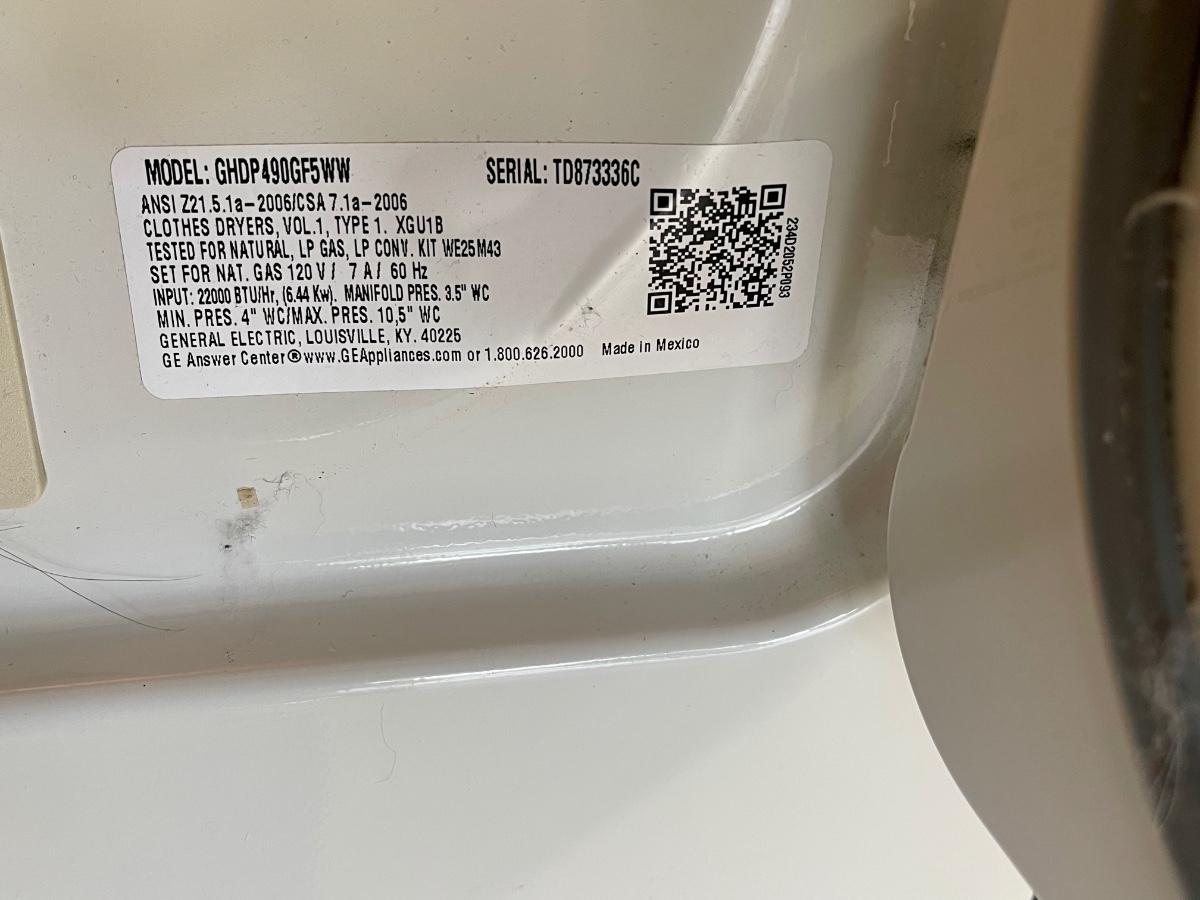 MODEL: GHDP490GF5WW SERIAL: TD873336C
ANSI Z21.5.1a-2006/CSA 7.1a-2006
CLOTHES DRYERS, VOL.1, TYPE 1. XGU1B
TESTED FOR NATURAL, LP GAS, LP CONV. KIT WE25M43
SET FOR NAT. GAS 120 V / 7 A / 60 Hz
INPUT: 22000 BTU/Hr, (6.44 Kw). MANIFOLD PRES. 3.5" WC
MIN. PRES. 4" WC/MAX. PRES. 10,5" WC
GENERAL ELECTRIC, LOUISVILLE, KY. 40225
GE Answer Center®www.GEAppliances.com or 1.800.626.2000 Made in Mexico
234D2052P093